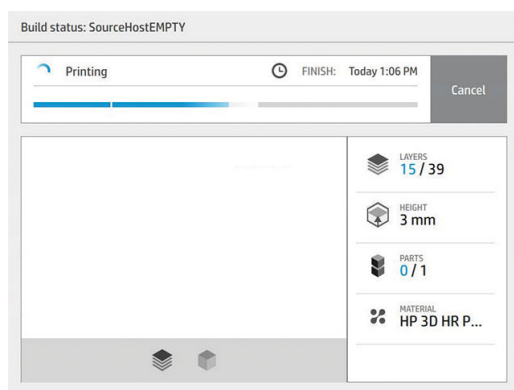 Build status: SourceHostEMPTY
Printing
FINISH: Today 1:06 PM
Cancel
LAYERS
15 / 39
HEIGHT
3 mm
PARTS
0 / 1
MATERIAL
HP 3D HR P...